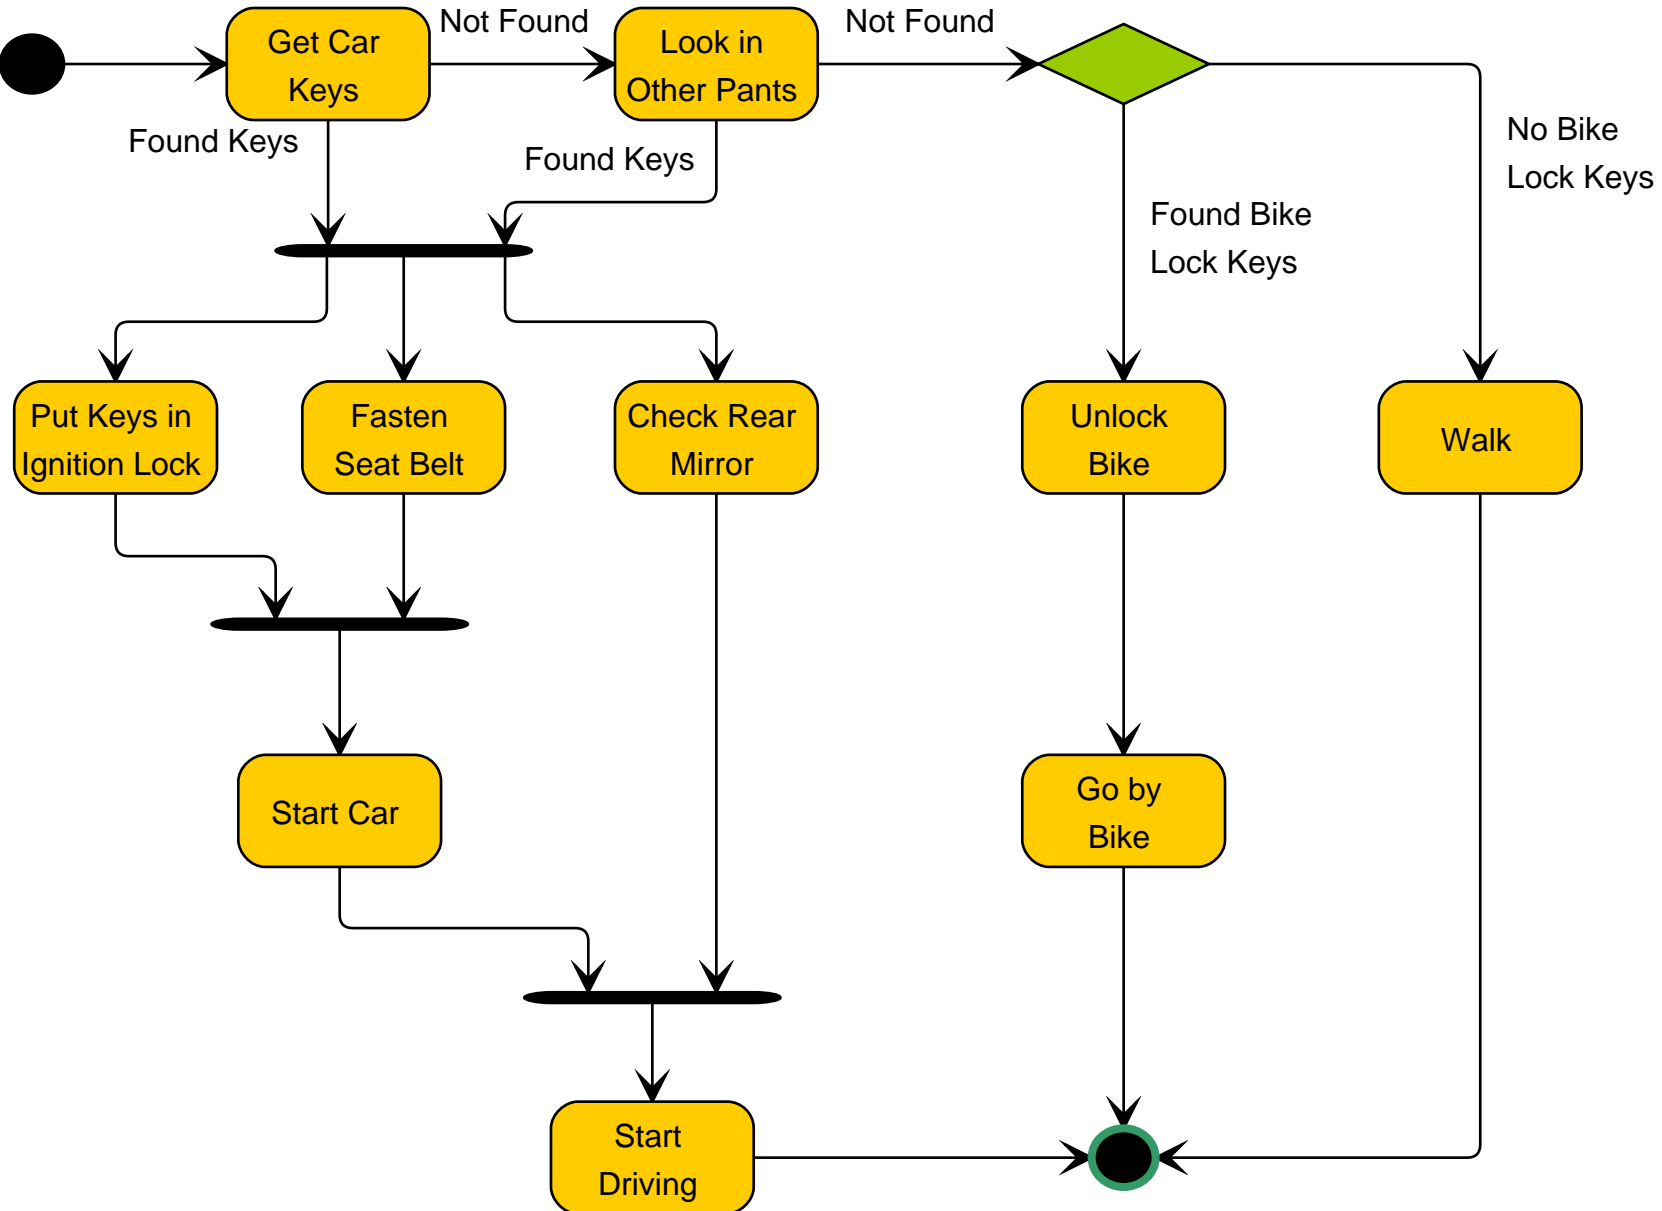 Get Car
Keys
Not Found
Look in
Other Pants
Not Found
Found Keys
Found Keys
No Bike
Lock Keys
Found Bike
Lock Keys
Put Keys in
Ignition Lock
Fasten
Seat Belt
Check Rear
Mirror
Unlock
Bike
Walk
Start Car
Go by
Bike
Start
Driving